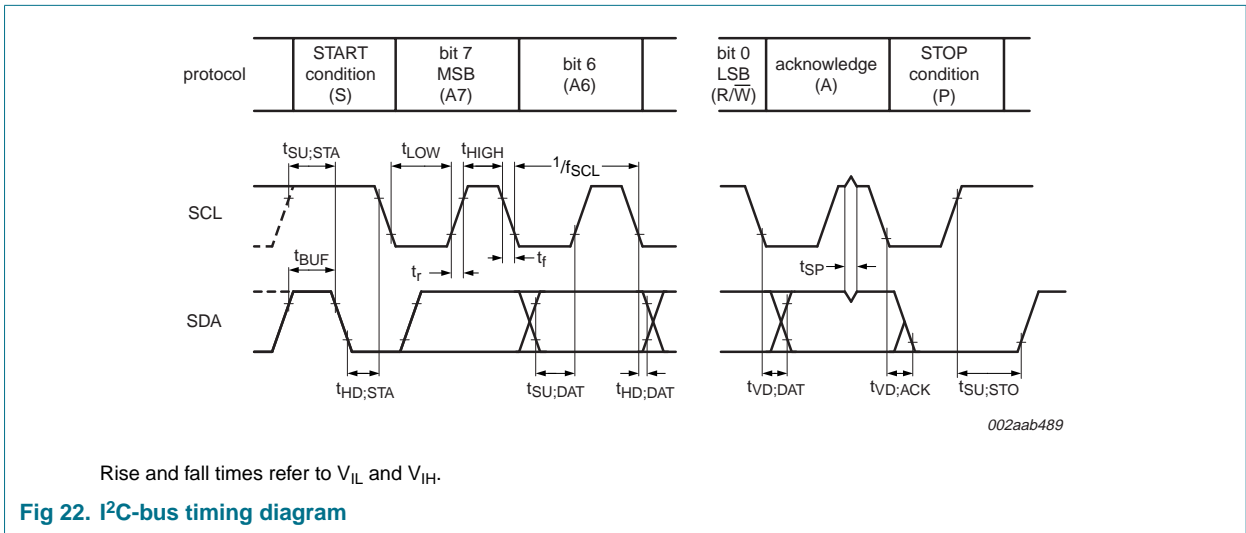 protocol
START
condition
(S)
bit 7
MSB
(A7)
bit 6
(A6)
bit 0
LSB
(R/W̅)
acknowledge
(A)
STOP
condition
(P)
tSU;STA
tLOW
tHIGH
1/fSCL
SCL
tBUF
tr
tf
tSP
SDA
tHD;STA
tSU;DAT
tHD;DAT
tVD;DAT
tVD;ACK
tSU;STO
002aab489
Rise and fall times refer to VIL and VIH.
Fig 22. I²C-bus timing diagram